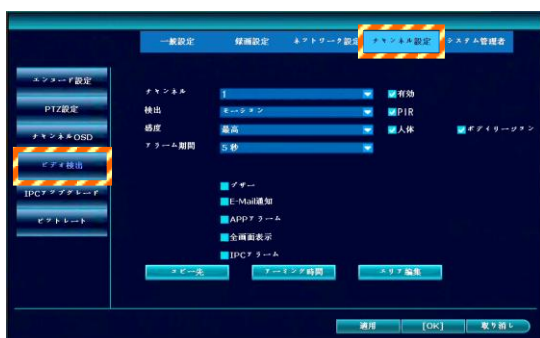 一般設定 録画設定 ネットワーク設定 チャンネル設定 システム管理者
エンコード設定
PTZ設定
チャンネルOSD
ビデオ検出
IPCアップグレード
ビットレート
チャンネル 1 有効
検出 モーション PIR
感度 最高 人体 ボディリージョン
アラーム期間 5 秒
ブザー
E-Mail通知
APPアラーム
全画面表示
IPCアラーム
コピー先 アーミング時間 エリア編集
適用 [OK] 取り消し